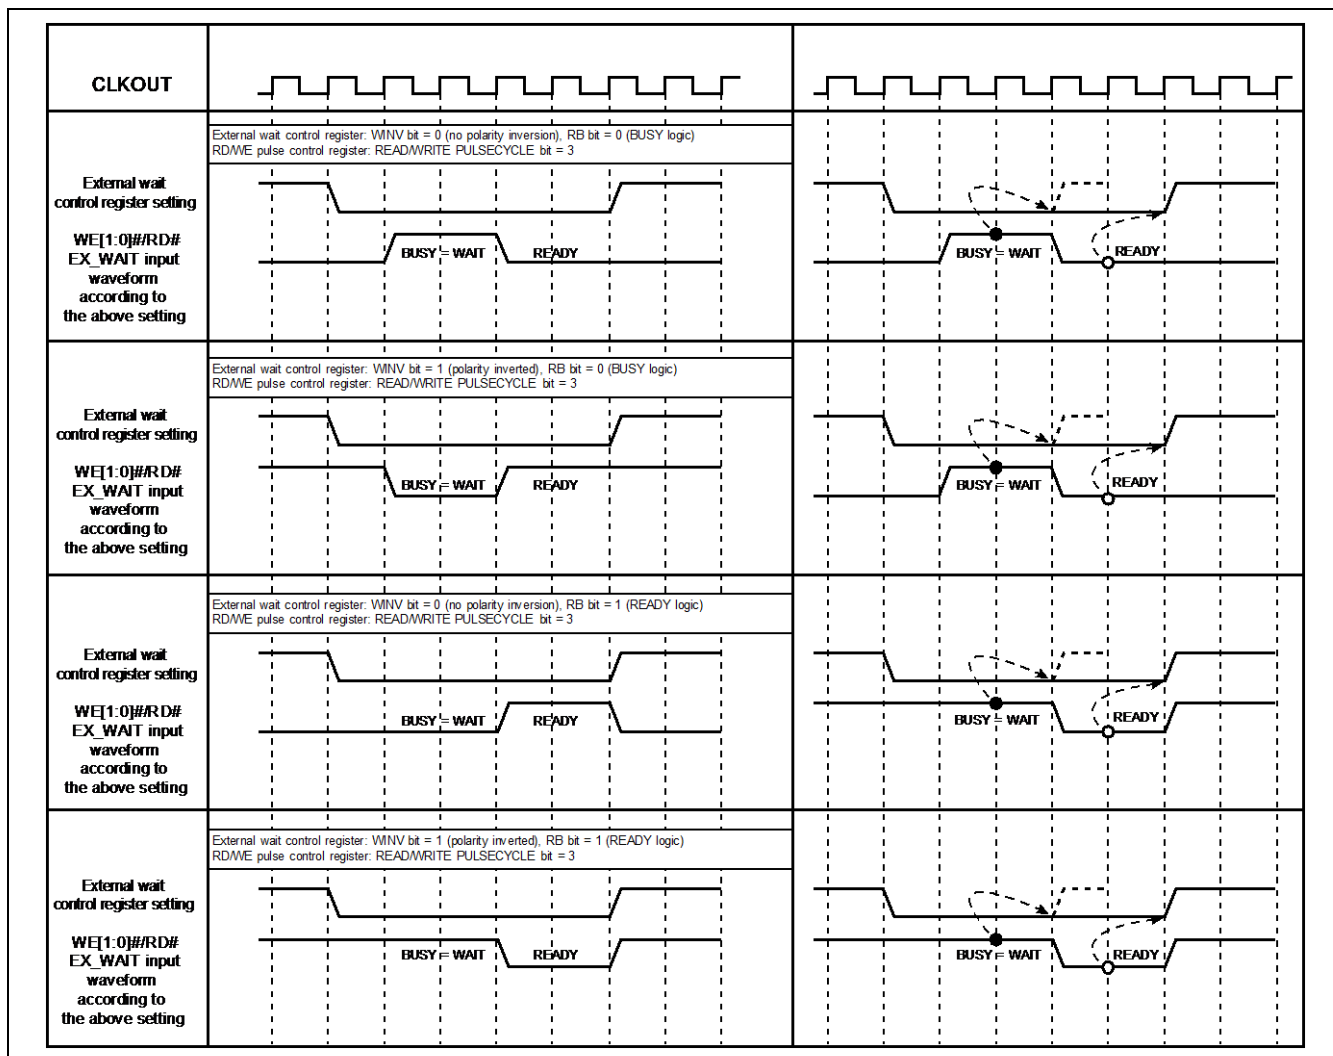 CLKOUT
External wait control register: WINV bit = 0 (no polarity inversion), RB bit = 0 (BUSY logic)
RD/WE pulse control register: READ/WRITE PULSECYCLE bit = 3
External wait
control register setting
WE[1:0]#/RD#
EX_WAIT input
waveform
according to
the above setting
BUSY = WAIT
READY
BUSY = WAIT
READY
External wait control register: WINV bit = 1 (polarity inverted), RB bit = 0 (BUSY logic)
RD/WE pulse control register: READ/WRITE PULSECYCLE bit = 3
External wait
control register setting
WE[1:0]#/RD#
EX_WAIT input
waveform
according to
the above setting
BUSY = WAIT
READY
BUSY = WAIT
READY
External wait control register: WINV bit = 0 (no polarity inversion), RB bit = 1 (READY logic)
RD/WE pulse control register: READ/WRITE PULSECYCLE bit = 3
External wait
control register setting
WE[1:0]#/RD#
EX_WAIT input
waveform
according to
the above setting
BUSY = WAIT
READY
BUSY = WAIT
READY
External wait control register: WINV bit = 1 (polarity inverted), RB bit = 1 (READY logic)
RD/WE pulse control register: READ/WRITE PULSECYCLE bit = 3
External wait
control register setting
WE[1:0]#/RD#
EX_WAIT input
waveform
according to
the above setting
BUSY = WAIT
READY
BUSY = WAIT
READY